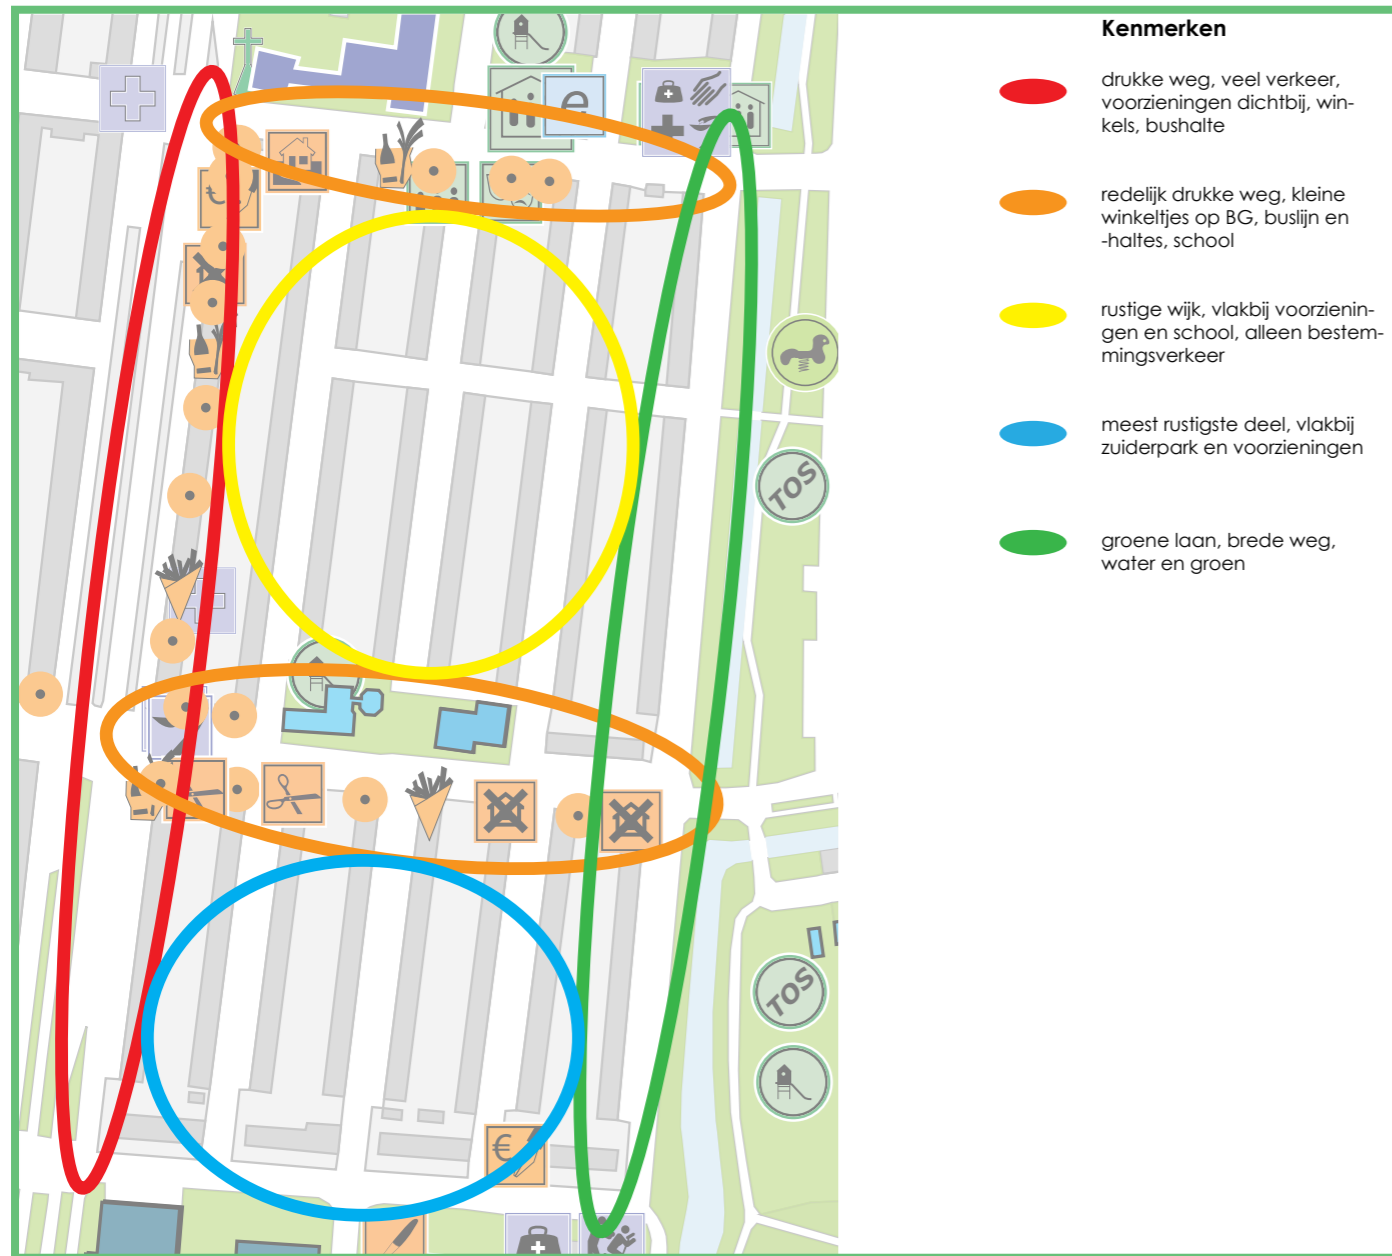 Kenmerken
drukke weg, veel verkeer,
voorzieningen dichtbij, win-
kels, bushalte
redelijk drukke weg, kleine
winkeltjes op BG, buslijn en
-haltes, school
rustige wijk, vlakbij voorzienin-
gen en school, alleen bestem-
mingsverkeer
meest rustigste deel, vlakbij
zuiderpark en voorzieningen
groene laan, brede weg,
water en groen
e
€
TOS
TOS
€